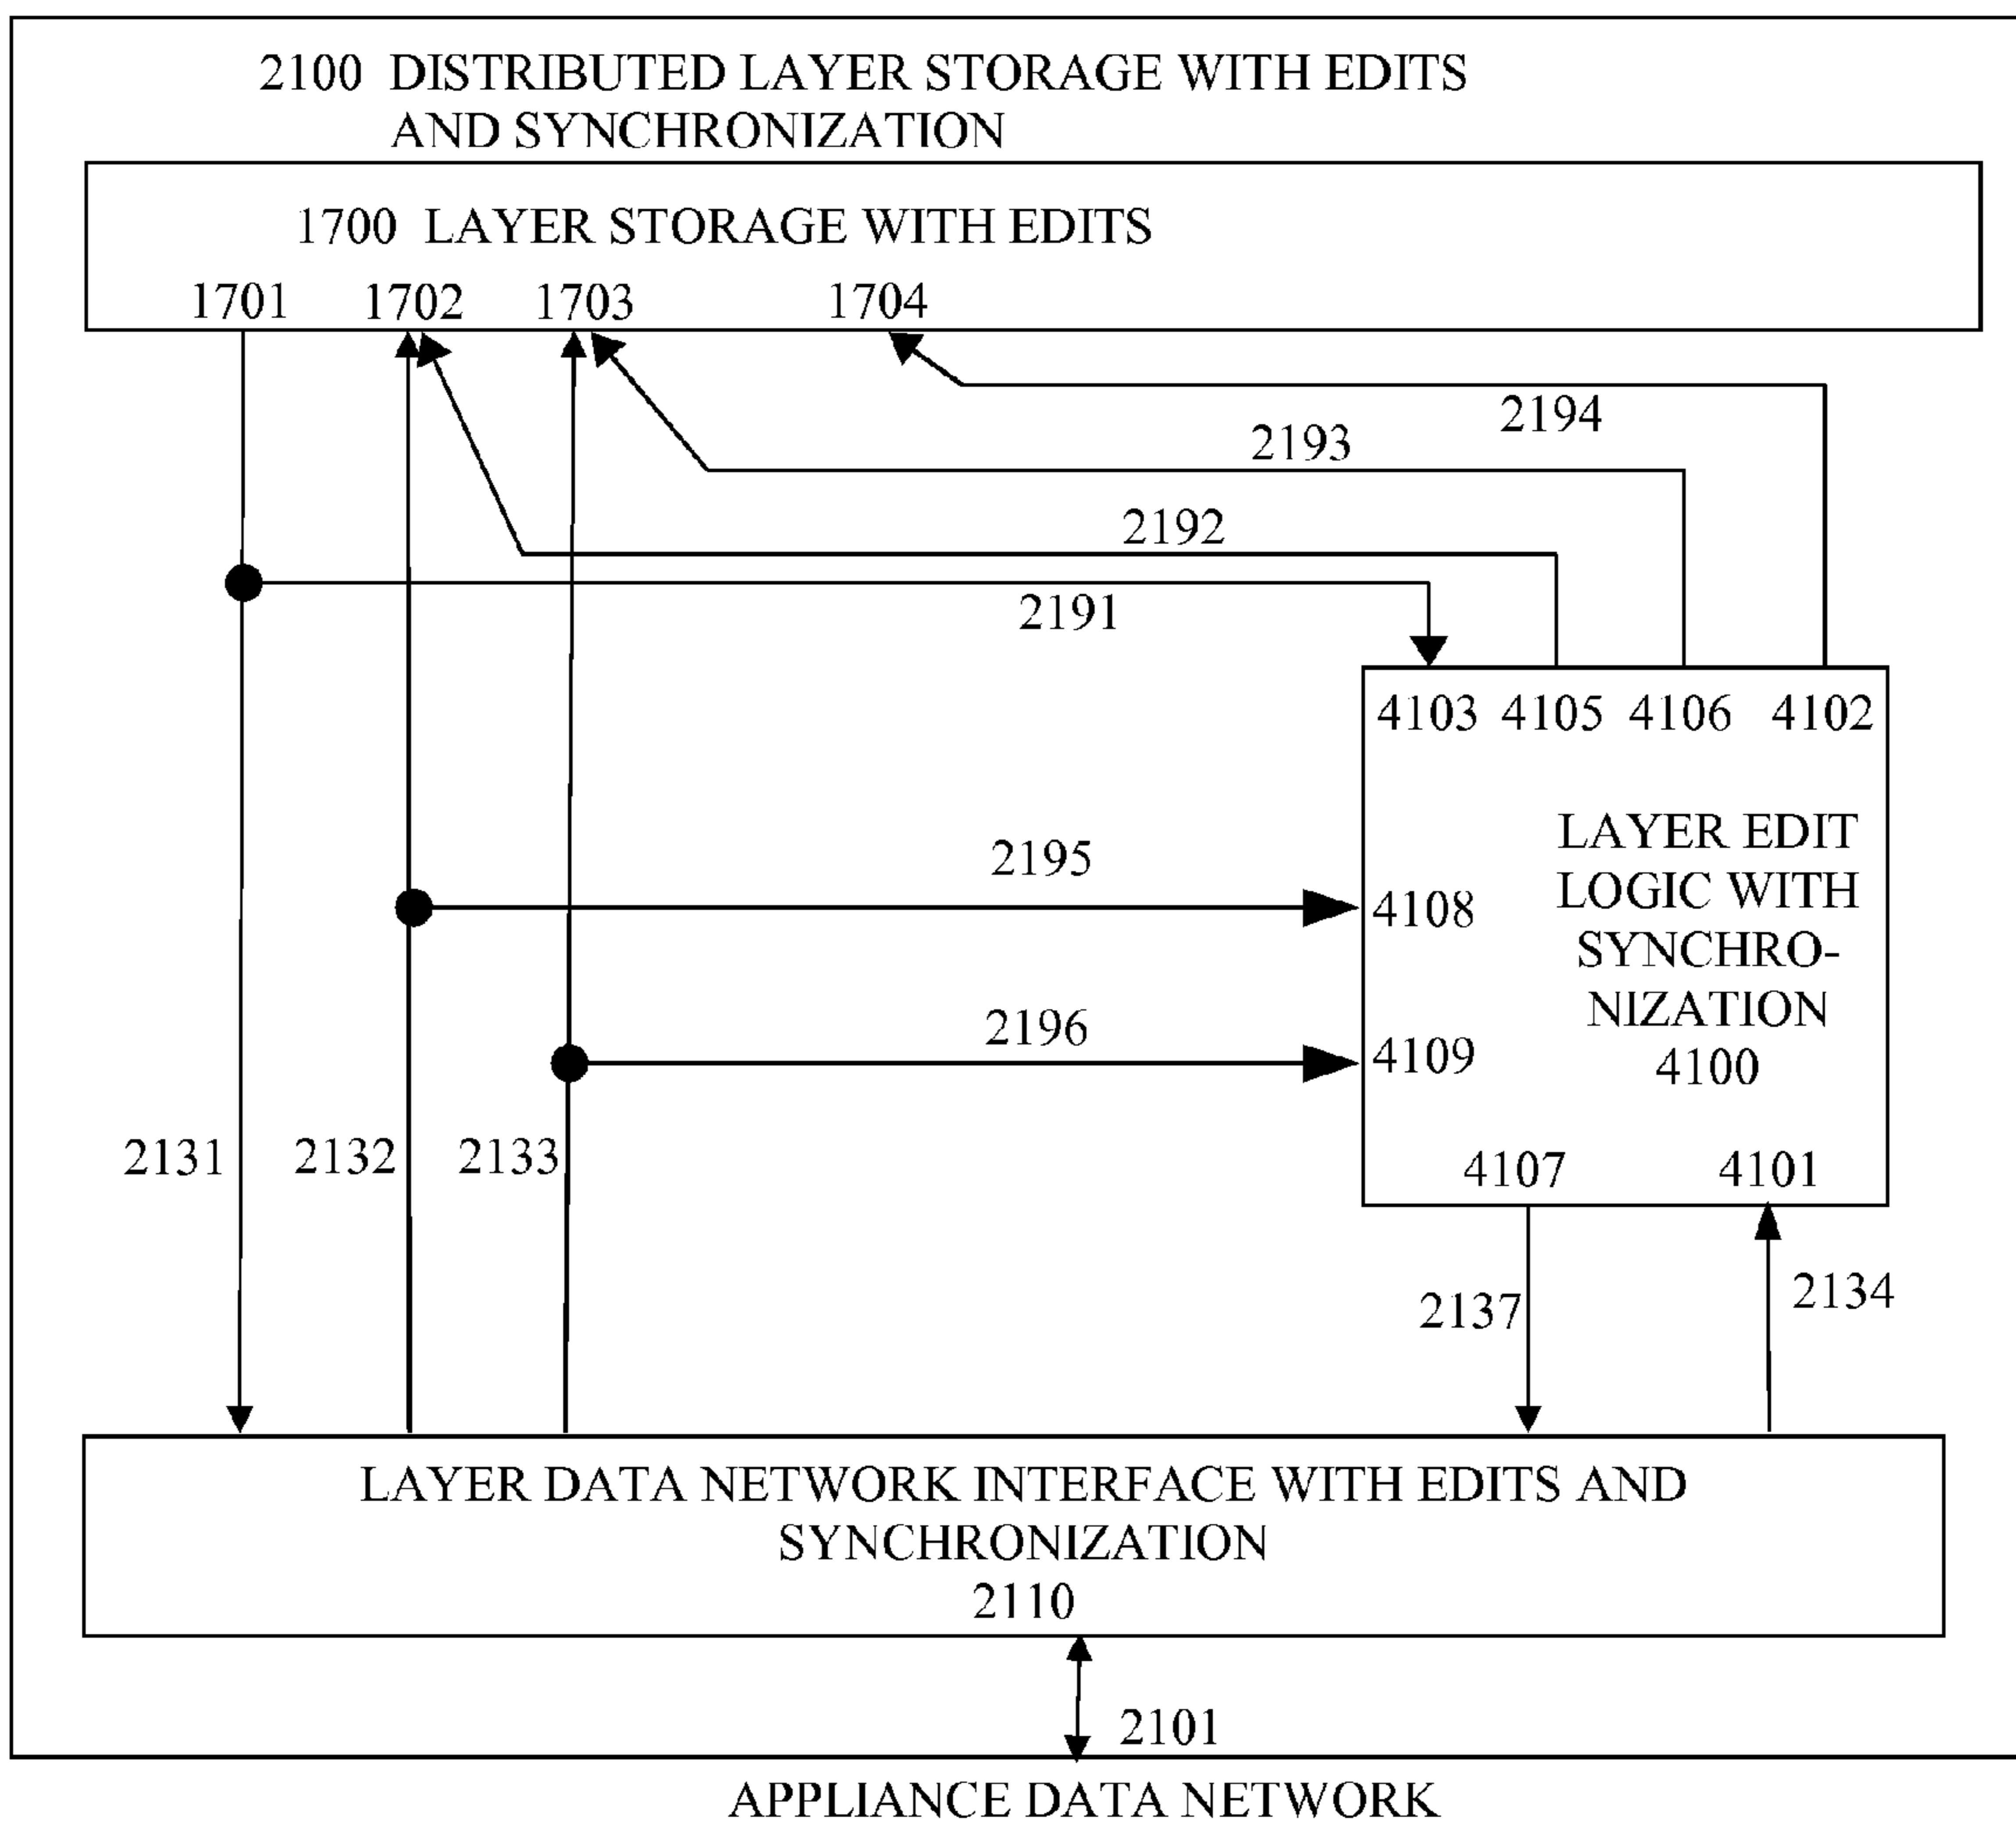 2100 DISTRIBUTED LAYER STORAGE WITH EDITS
AND SYNCHRONIZATION
1700 LAYER STORAGE WITH EDITS
1701 1702 1703 1704
2194
2193
2192
2191
4103 4105 4106 4102
LAYER EDIT
LOGIC WITH
SYNCHRO-
NIZATION
4100
2195
4108
2196
4109
2131 2132 2133
4107 4101
2137
2134
LAYER DATA NETWORK INTERFACE WITH EDITS AND
SYNCHRONIZATION
2110
2101
APPLIANCE DATA NETWORK